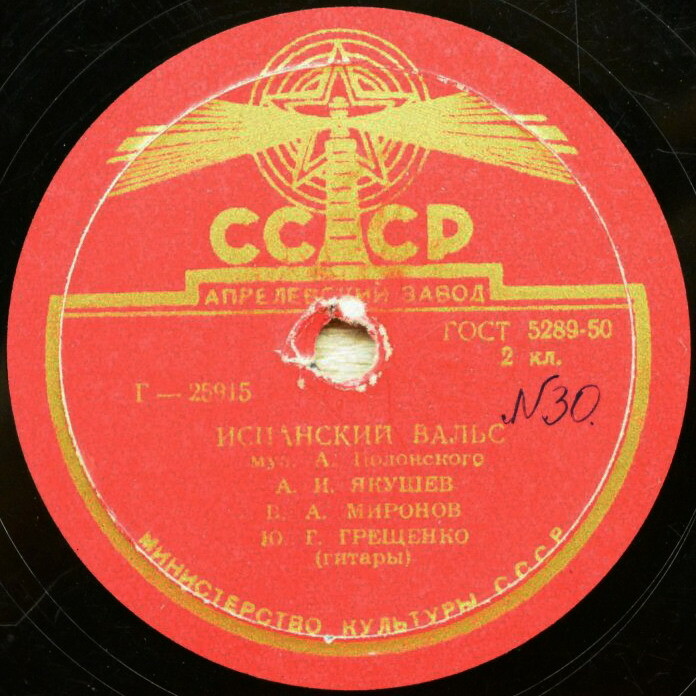 СССР
АПРЕЛЕВСКИЙ ЗАВОД
ГОСТ 5289-50
2 кл.
Г — 25915
№30.
ИСПАНСКИЙ ВАЛЬС
муз. А. Полонского
А. И. ЯКУШЕВ
В. А. МИРОНОВ
Ю. Г. ГРЕЩЕНКО
(гитары)
МИНИСТЕРСТВО КУЛЬТУРЫ СССР